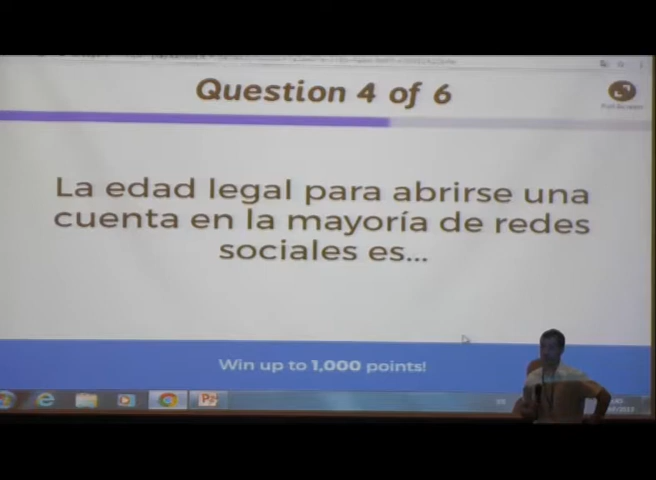 Question 4 of 6
La edad legal para abrirse una
cuenta en la mayoría de redes
sociales es...
Win up to 1,000 points!